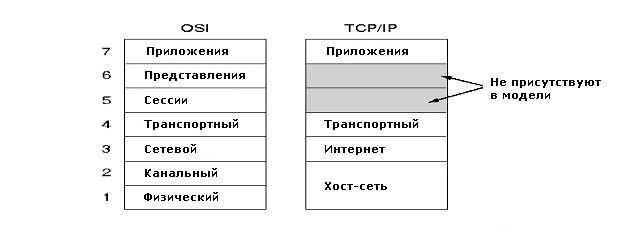 OSI TCP/IP
7 Приложения Приложения
6 Представления
5 Сессии
Не присутствуют
в модели
4 Транспортный Транспортный
3 Сетевой Интернет
2 Канальный
Хост-сеть
1 Физический